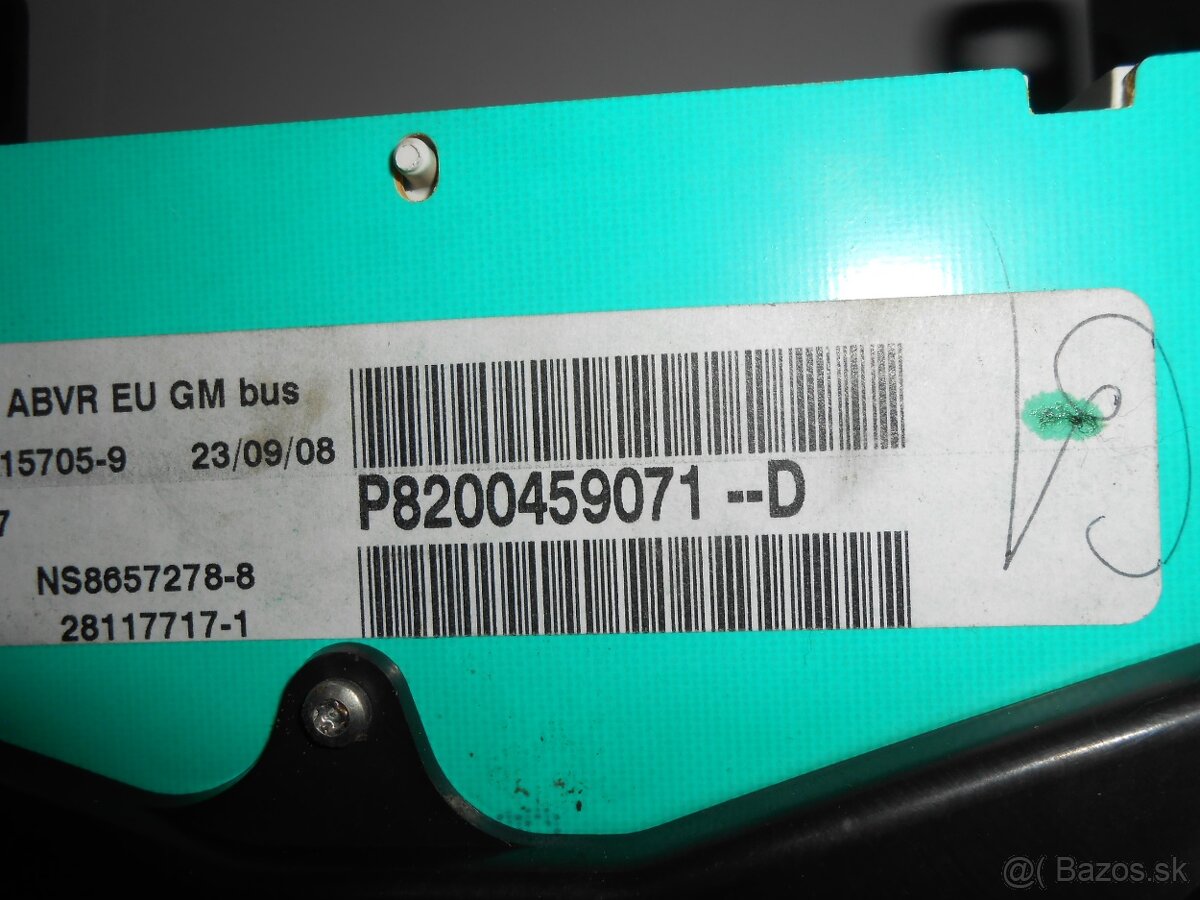 ABVR EU GM bus
15705-9 23/09/08
P8200459071 --D
7
NS8657278-8
28117717-1
@( Bazos.sk